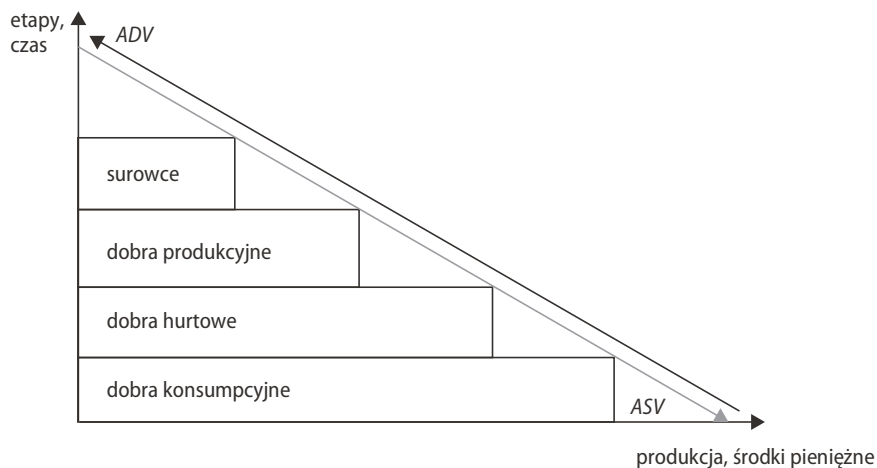 etapy,
czas
ADV
surowce
dobra produkcyjne
dobra hurtowe
dobra konsumpcyjne
ASV
produkcja, środki pieniężne